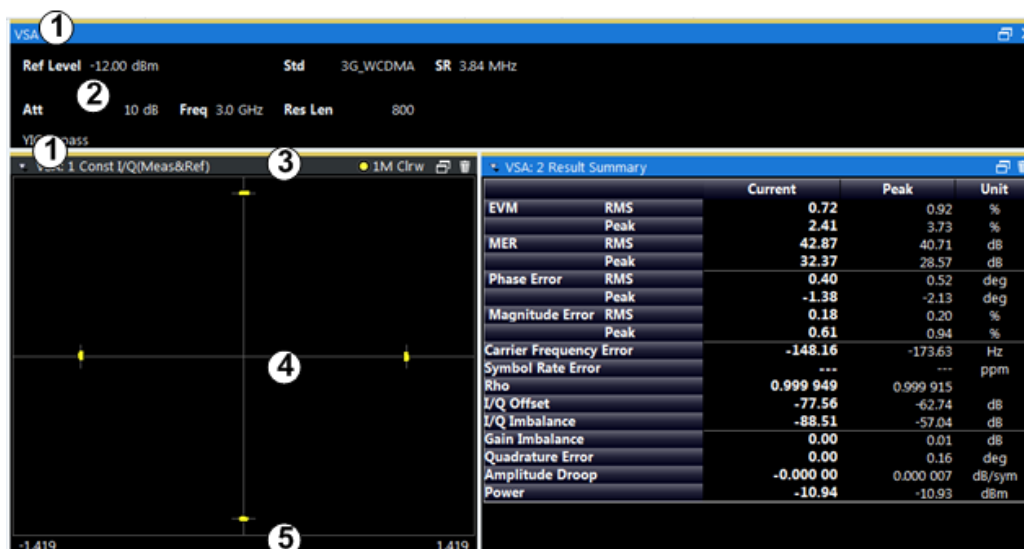 VSA 1
Ref Level -12.00 dBm Std 3G_WCDMA SR 3.84 MHz
2
Att 10 dB Freq 3.0 GHz Res Len 800
1
VSA: 1 Const I/Q(Meas&Ref) 3 1M Clrw
4
-1.419 5 1.419
VSA: 2 Result Summary
Current Peak Unit
EVM RMS 0.72 0.92 %
Peak 2.41 3.73 %
MER RMS 42.87 40.71 dB
Peak 32.37 28.57 dB
Phase Error RMS 0.40 0.52 deg
Peak -1.38 -2.13 deg
Magnitude Error RMS 0.18 0.20 %
Peak 0.61 0.94 %
Carrier Frequency Error -148.16 -173.63 Hz
Symbol Rate Error --- --- ppm
Rho 0.999 949 0.999 915
I/Q Offset -77.56 -62.74 dB
I/Q Imbalance -88.51 -57.04 dB
Gain Imbalance 0.00 0.01 dB
Quadrature Error 0.00 0.16 deg
Amplitude Droop -0.000 00 0.000 007 dB/sym
Power -10.94 -10.93 dBm